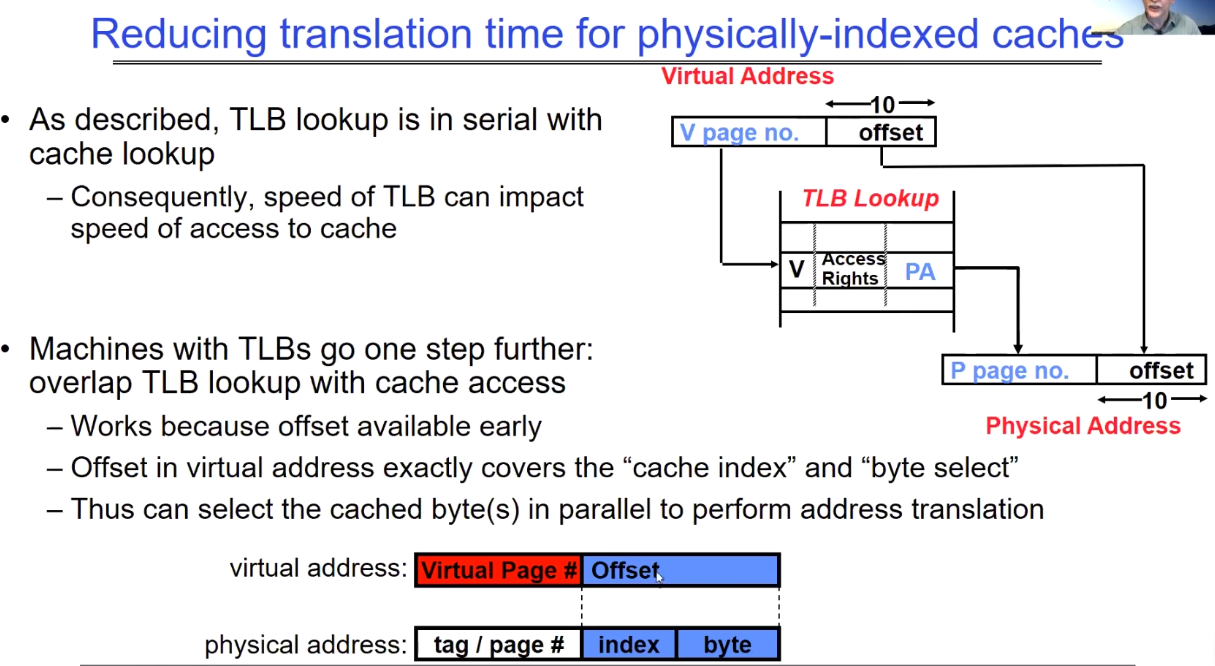 Reducing translation time for physically-indexed caches
• As described, TLB lookup is in serial with
cache lookup
– Consequently, speed of TLB can impact
speed of access to cache
• Machines with TLBs go one step further:
overlap TLB lookup with cache access
– Works because offset available early
– Offset in virtual address exactly covers the “cache index” and “byte select”
– Thus can select the cached byte(s) in parallel to perform address translation
Virtual Address
10
V page no.
offset
TLB Lookup
V
Access
Rights
PA
P page no.
offset
10
Physical Address
virtual address:
Virtual Page #
Offset
physical address:
tag / page #
index
byte